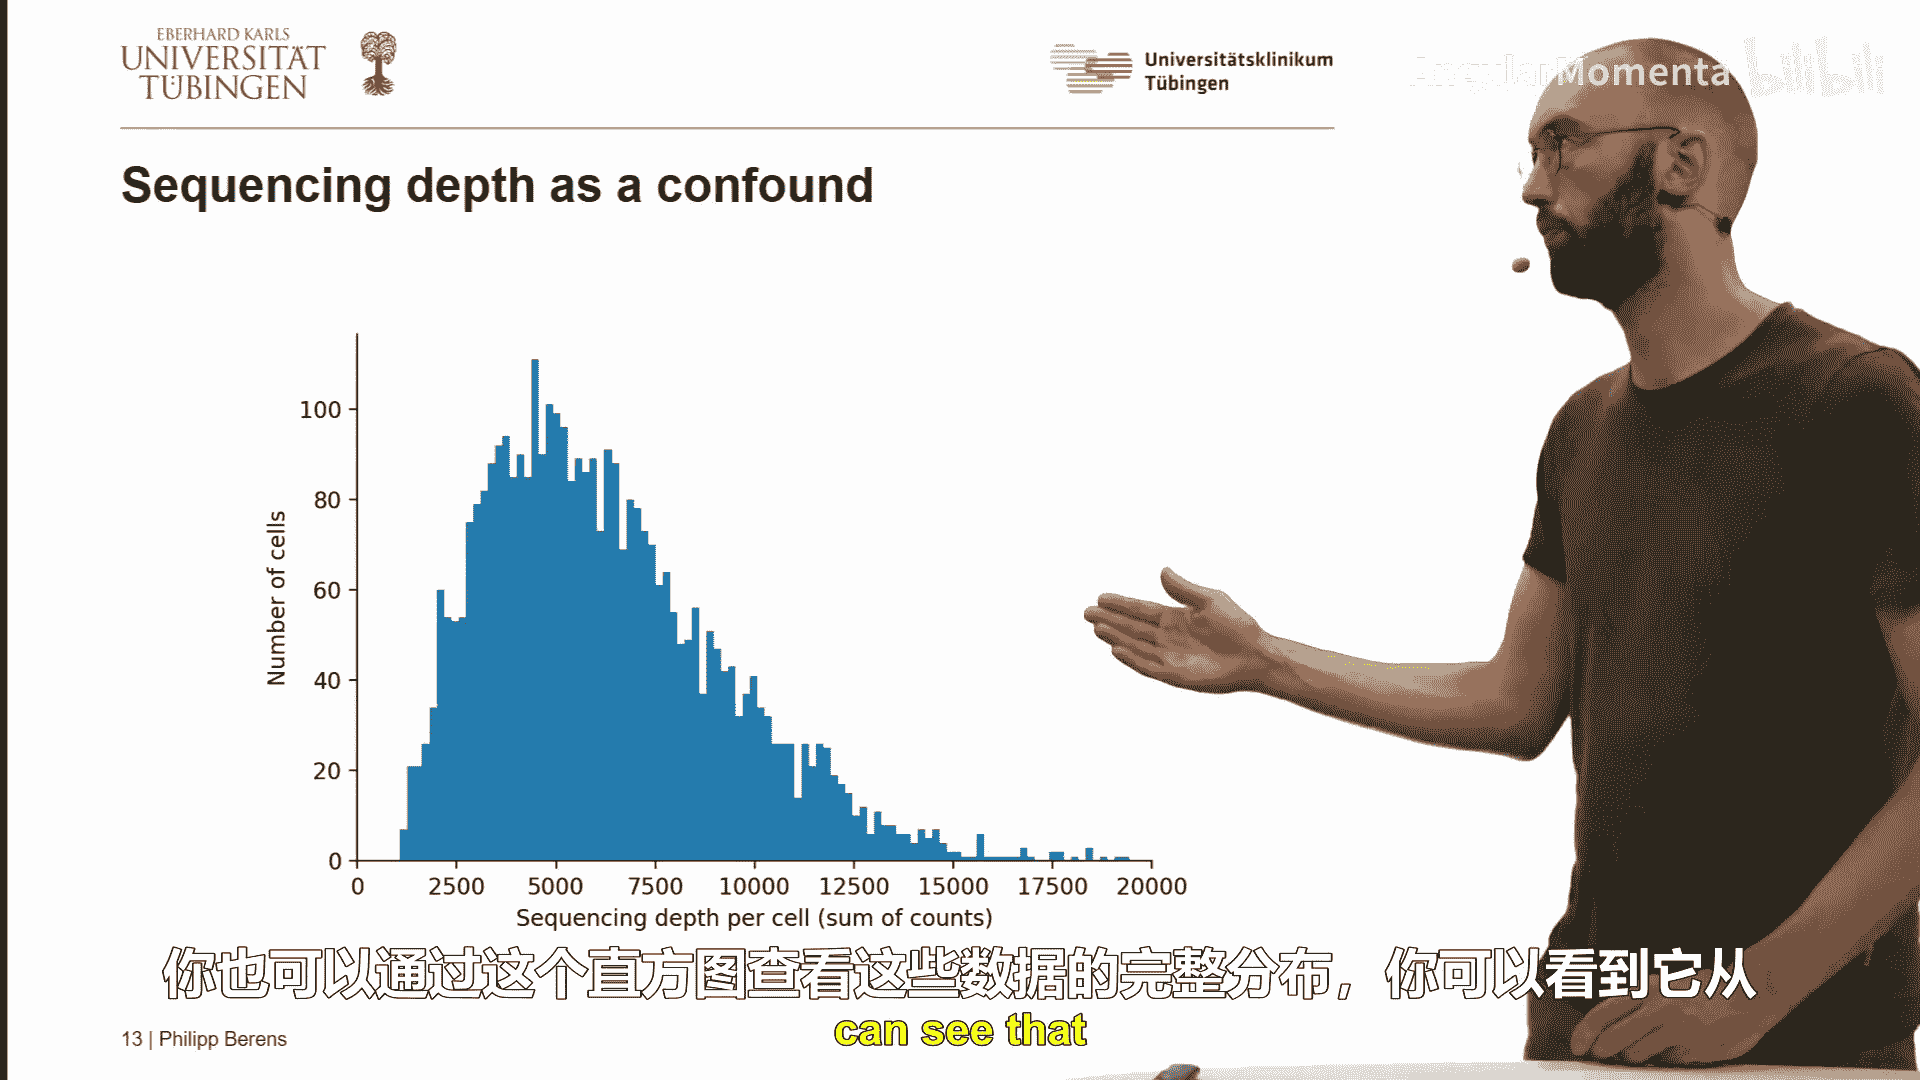 EBERHARD KARLS
UNIVERSITÄT
TÜBINGEN
Universitätsklinikum
Tübingen
AngularMomenta bilibili
Sequencing depth as a confound
100
80
60
40
20
0
Number of cells
0 2500 5000 7500 10000 12500 15000 17500 20000
Sequencing depth per cell (sum of counts)
你也可以通过这个直方图查看这些数据的完整分布，你可以看到它从
can see that
13 | Philipp Berens